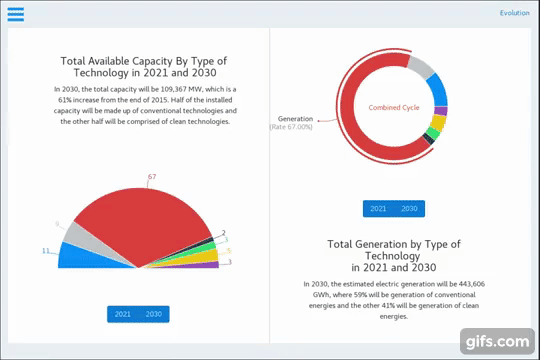 Evolution
Total Available Capacity By Type of
Technology in 2021 and 2030
In 2030, the total capacity will be 109,367 MW, which is a
61% increase from the end of 2015. Half of the installed
capacity will be made up of conventional technologies and
the other half will be comprised of clean technologies.
67
9
11
2
3
5
3
2021 2030
Combined Cycle
Generation
(Rate 67.00%)
2021 2030
Total Generation by Type of
Technology
in 2021 and 2030
In 2030, the estimated electric generation will be 443,606
GWh, where 59% will be generation of conventional
energies and the other 41% will be generation of clean
energies.
gifs.com